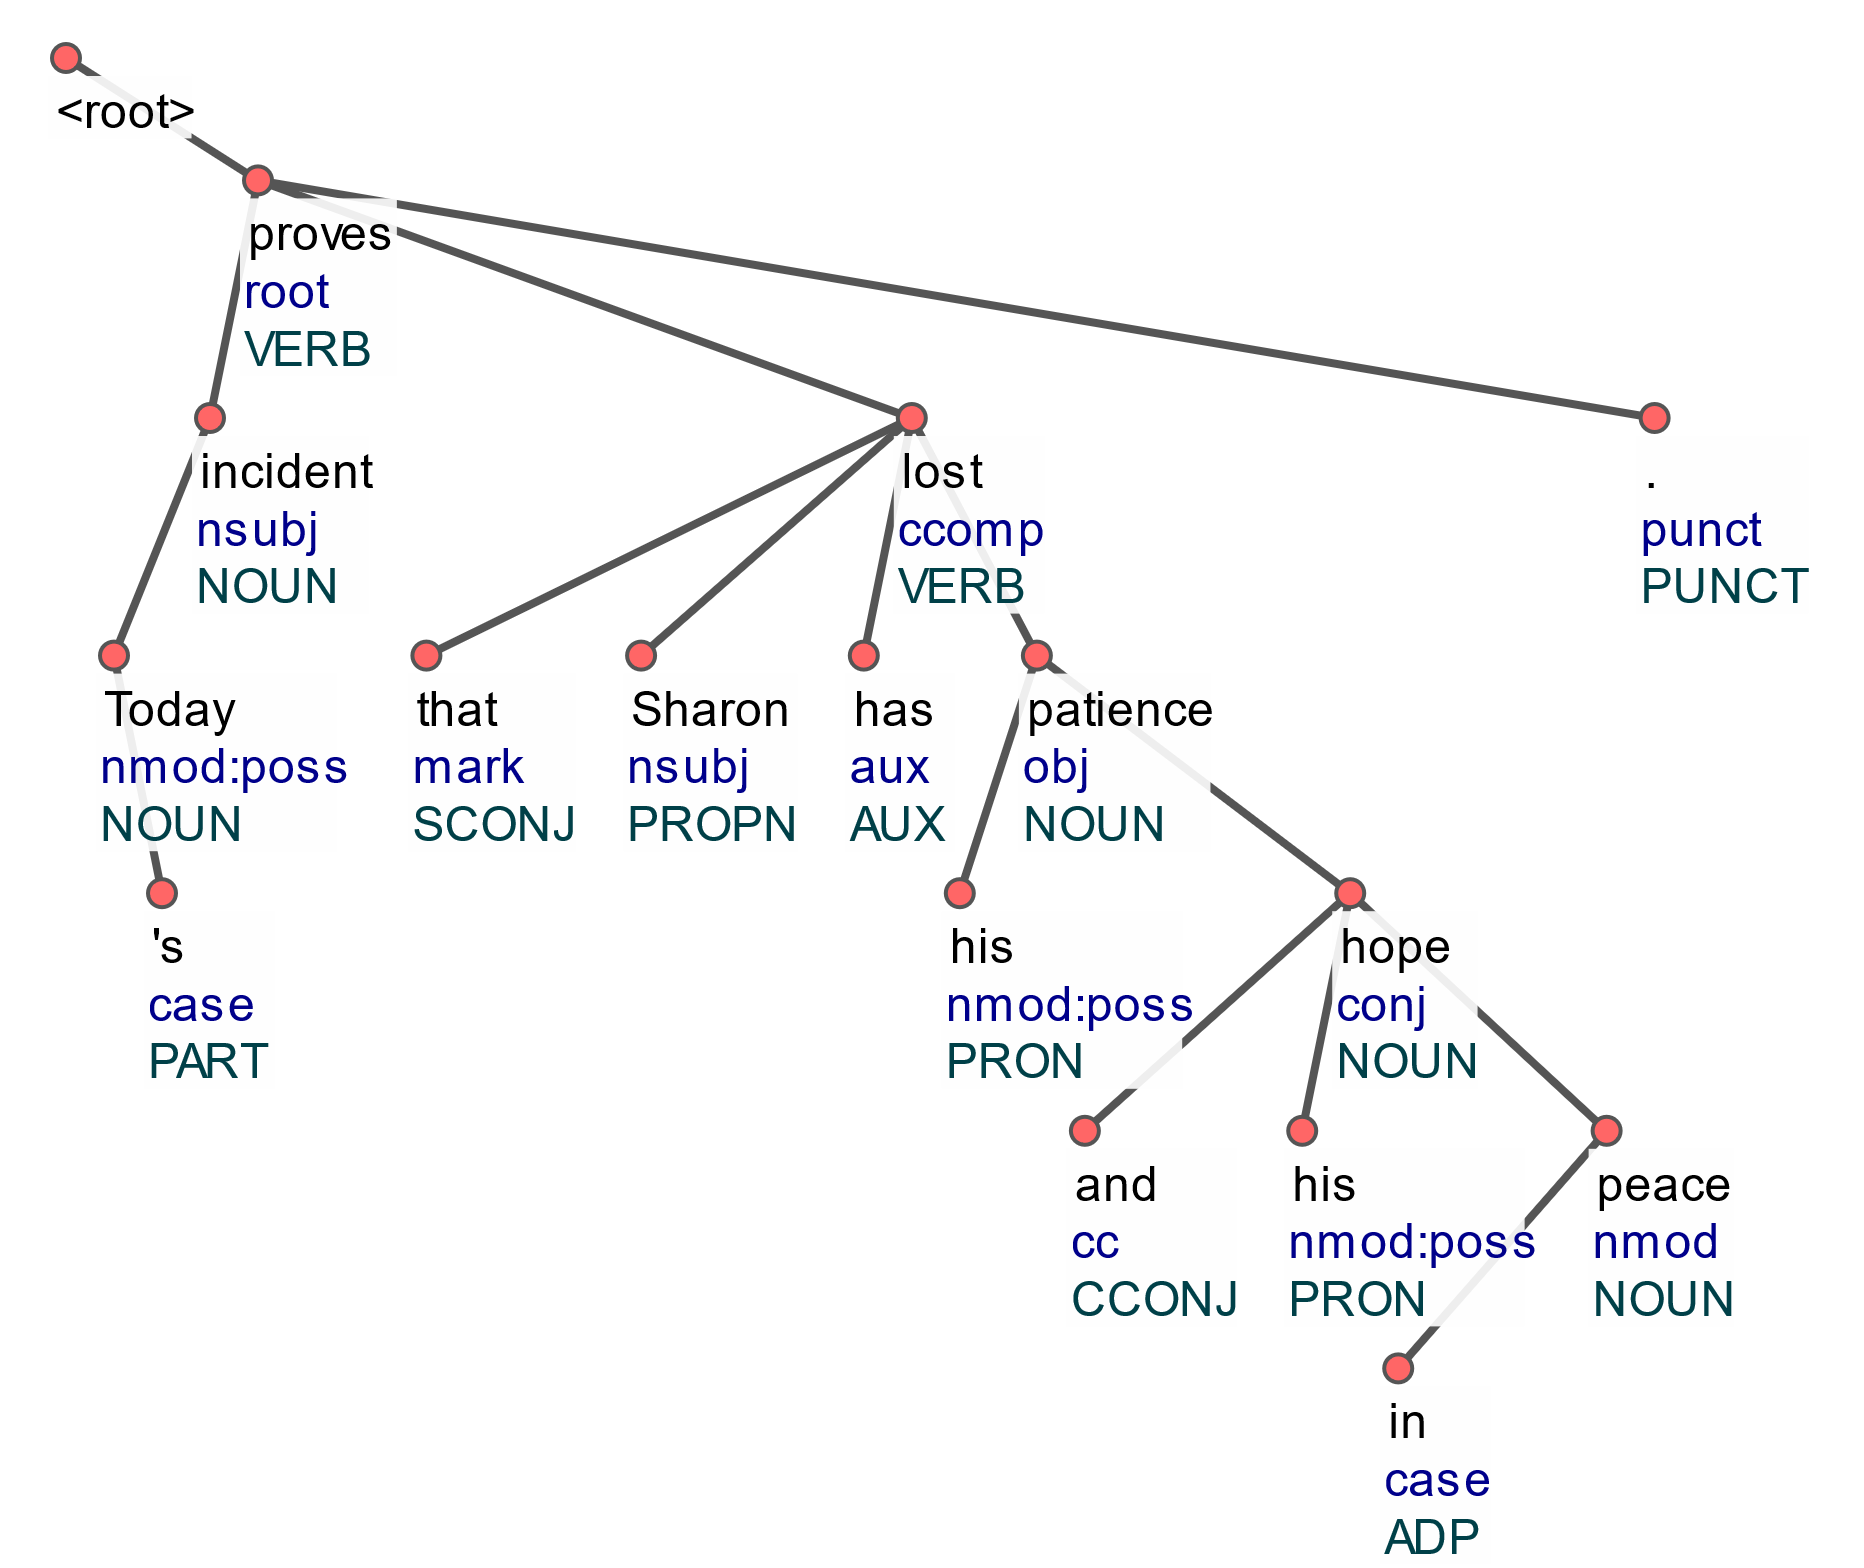 <root>
proves
root
VERB
incident
nsubj
NOUN
lost
ccomp
VERB
.
punct
PUNCT
Today
nmod:poss
NOUN
that
mark
SCONJ
Sharon
nsubj
PROPN
has
aux
AUX
patience
obj
NOUN
's
case
PART
his
nmod:poss
PRON
hope
conj
NOUN
and
cc
CCONJ
his
nmod:poss
PRON
peace
nmod
NOUN
in
case
ADP